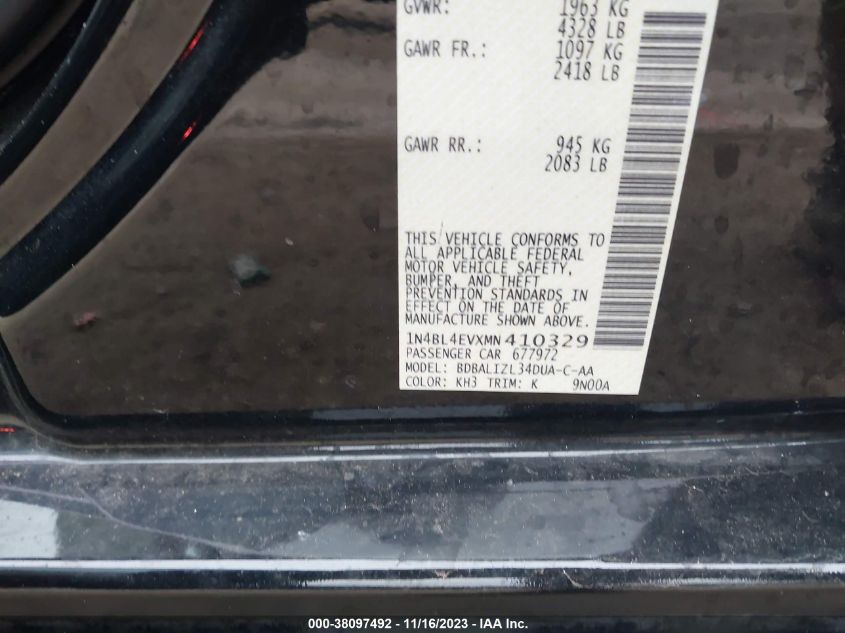 GVWR: 1963 KG
4328 LB
GAWR FR.: 1097 KG
2418 LB
GAWR RR.: 945 KG
2083 LB
THIS VEHICLE CONFORMS TO
ALL APPLICABLE FEDERAL
MOTOR VEHICLE SAFETY,
BUMPER, AND THEFT
PREVENTION STANDARDS IN
EFFECT ON THE DATE OF
MANUFACTURE SHOWN ABOVE.
1N4BL4EVXMN 410329
PASSENGER CAR 677972
MODEL: BDBALIZL34DUA-C-AA
COLOR: KH3 TRIM: K 9N00A
000-38097492 - 11/16/2023 - IAA Inc.